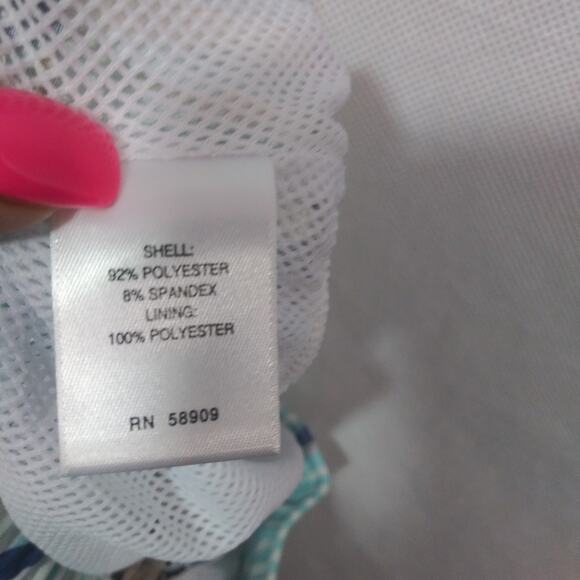 SHELL:
92% POLYESTER
8% SPANDEX
LINING:
100% POLYESTER
RN 58909